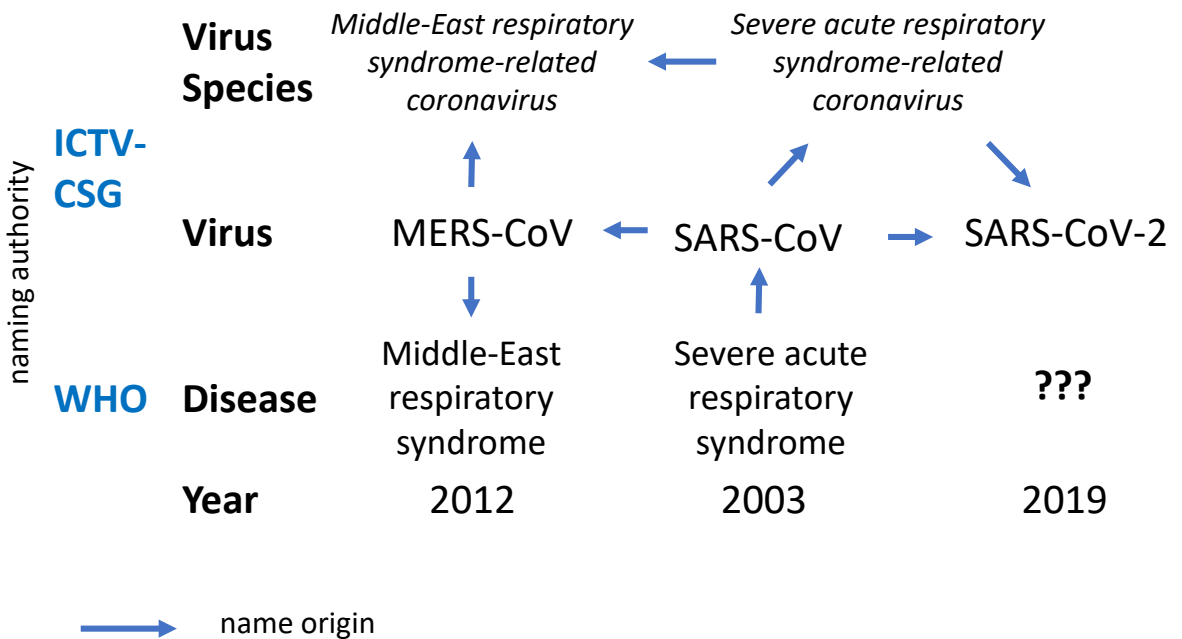 Virus
Species
Middle-East respiratory
syndrome-related
coronavirus
Severe acute respiratory
syndrome-related
coronavirus
naming authority
ICTV-
CSG
Virus
MERS-CoV
SARS-CoV
SARS-CoV-2
WHO
Disease
Middle-East
respiratory
syndrome
Severe acute
respiratory
syndrome
???
Year
2012
2003
2019
name origin